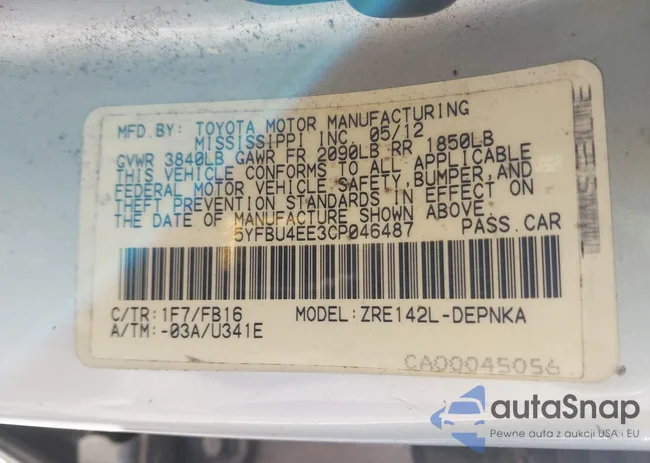 MFD.BY: TOYOTA MOTOR MANUFACTURING
MISSISSIPPI INC. 05/12
GVWR 3840LB GAWR FR 2090LB RR 1850LB
THIS VEHICLE CONFORMS TO ALL APPLICABLE
FEDERAL MOTOR VEHICLE SAFETY,BUMPER,AND
THEFT PREVENTION STANDARDS IN EFFECT ON
THE DATE OF MANUFACTURE SHOWN ABOVE.
5YFBU4EE3CP046487 PASS.CAR
C/TR:1F7/FB16 MODEL:ZRE142L-DEPNKA
A/TM:-03A/U341E
CA00045056
autaSnap
Pewne auta z aukcji USA i EU